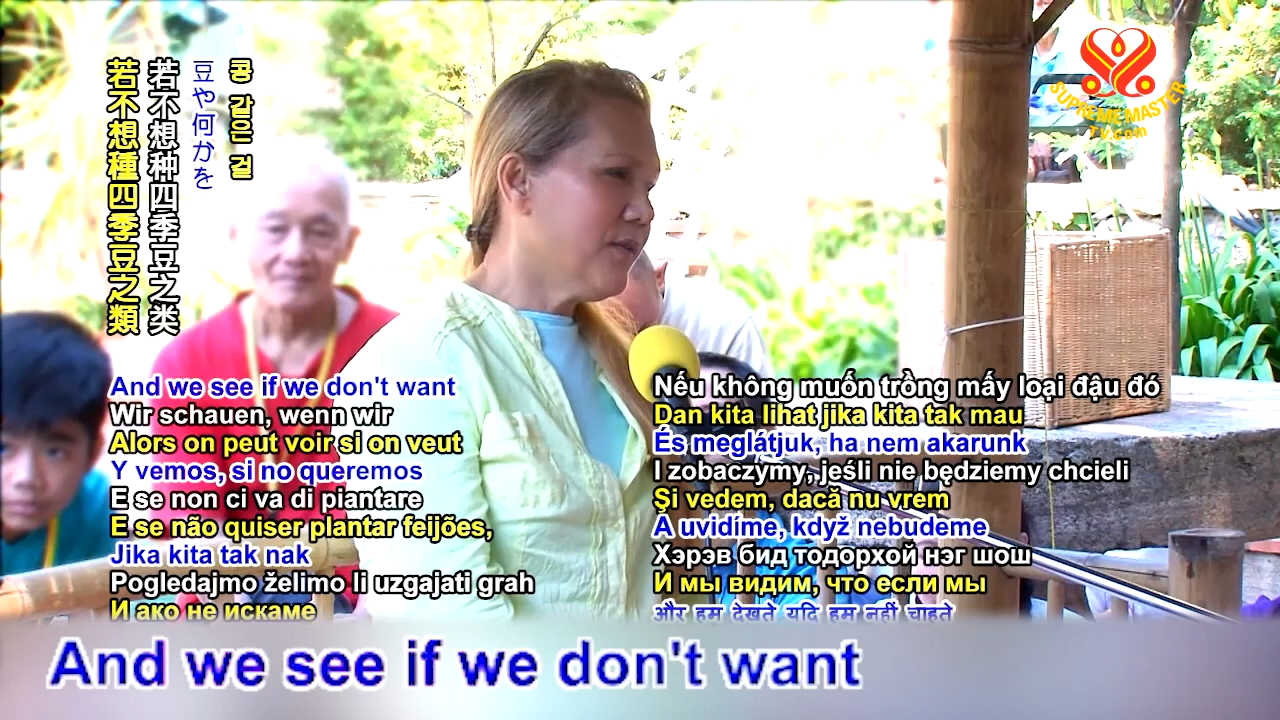 콩 같은 걸
豆や何かを
若不想种四季豆之类
若不想種四季豆之類
SUPREME MASTER
TV.com
And we see if we don't want
Wir schauen, wenn wir
Alors on peut voir si on veut
Y vemos, si no queremos
E se non ci va di piantare
E se não quiser plantar feijões,
Jika kita tak nak
Pogledajmo želimo li uzgajati grah
И ако не искаме
Nếu không muốn trồng mấy loại đậu đó
Dan kita lihat jika kita tak mau
És meglátjuk, ha nem akarunk
I zobaczymy, jeśli nie będziemy chcieli
Şi vedem, dacă nu vrem
A uvidíme, když nebudeme
Хэрэв бид тодорхой нэг шош
И мы видим, что если мы
और हम देखते यदि हम नहीं चाहते
And we see if we don't want